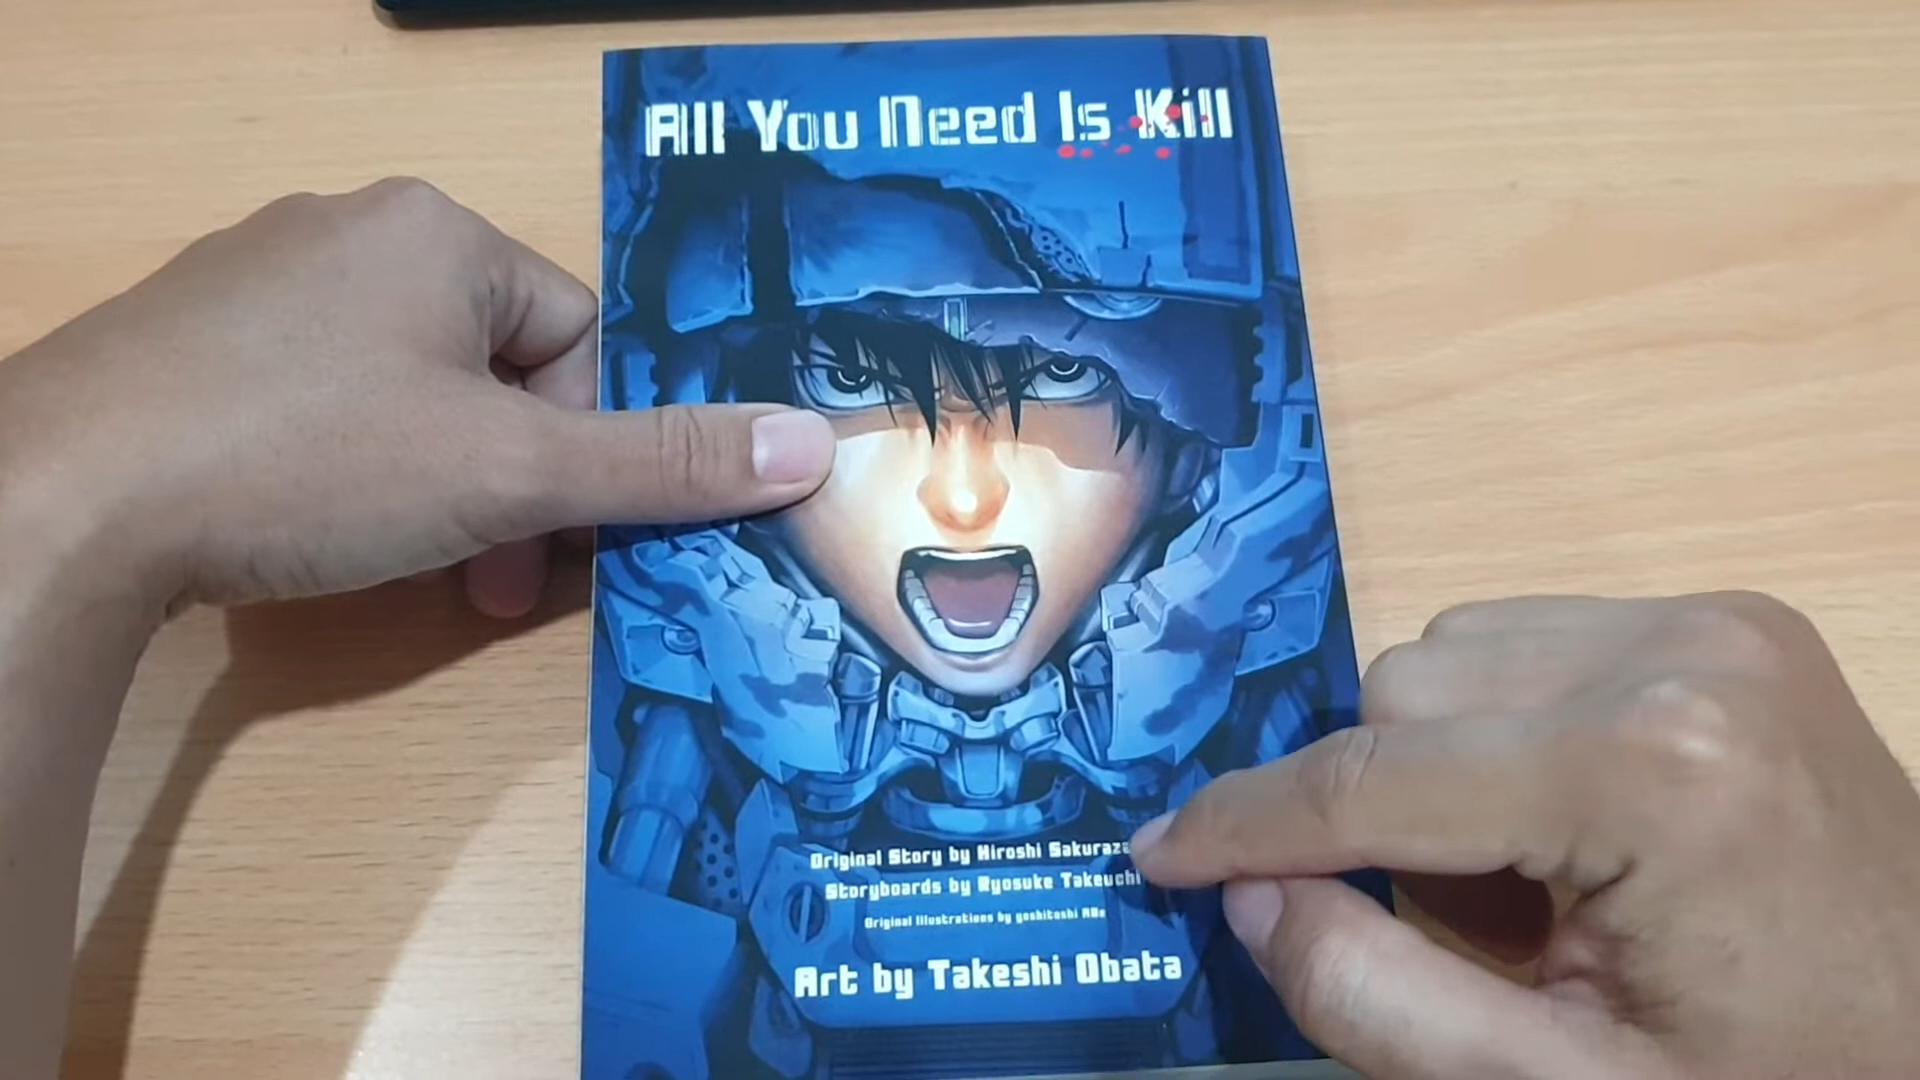 All You Need Is Kill
Original Story by Hiroshi
Storyboards by Ryosuke Takeuchi
Original Illustrations by yoshitoshi ABe
Art by Takeshi Obata